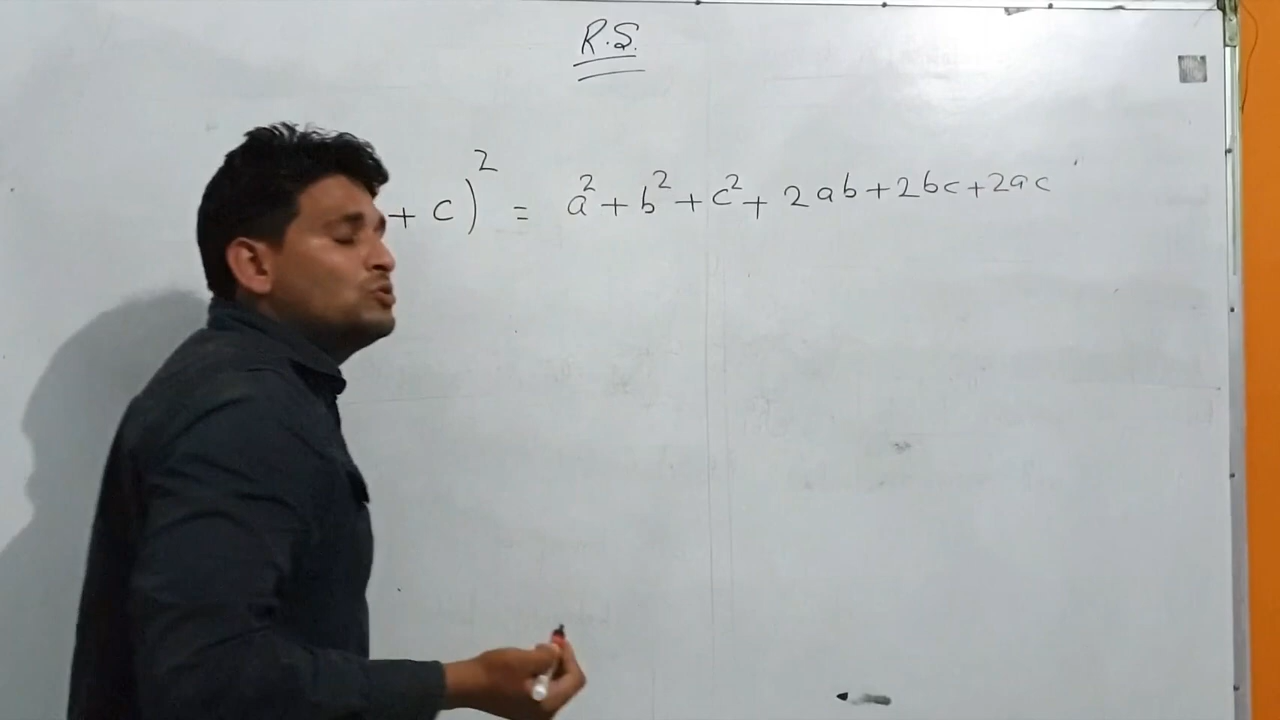 R.S.
+ c)² = a² + b² + c² + 2ab + 2bc + 2ac